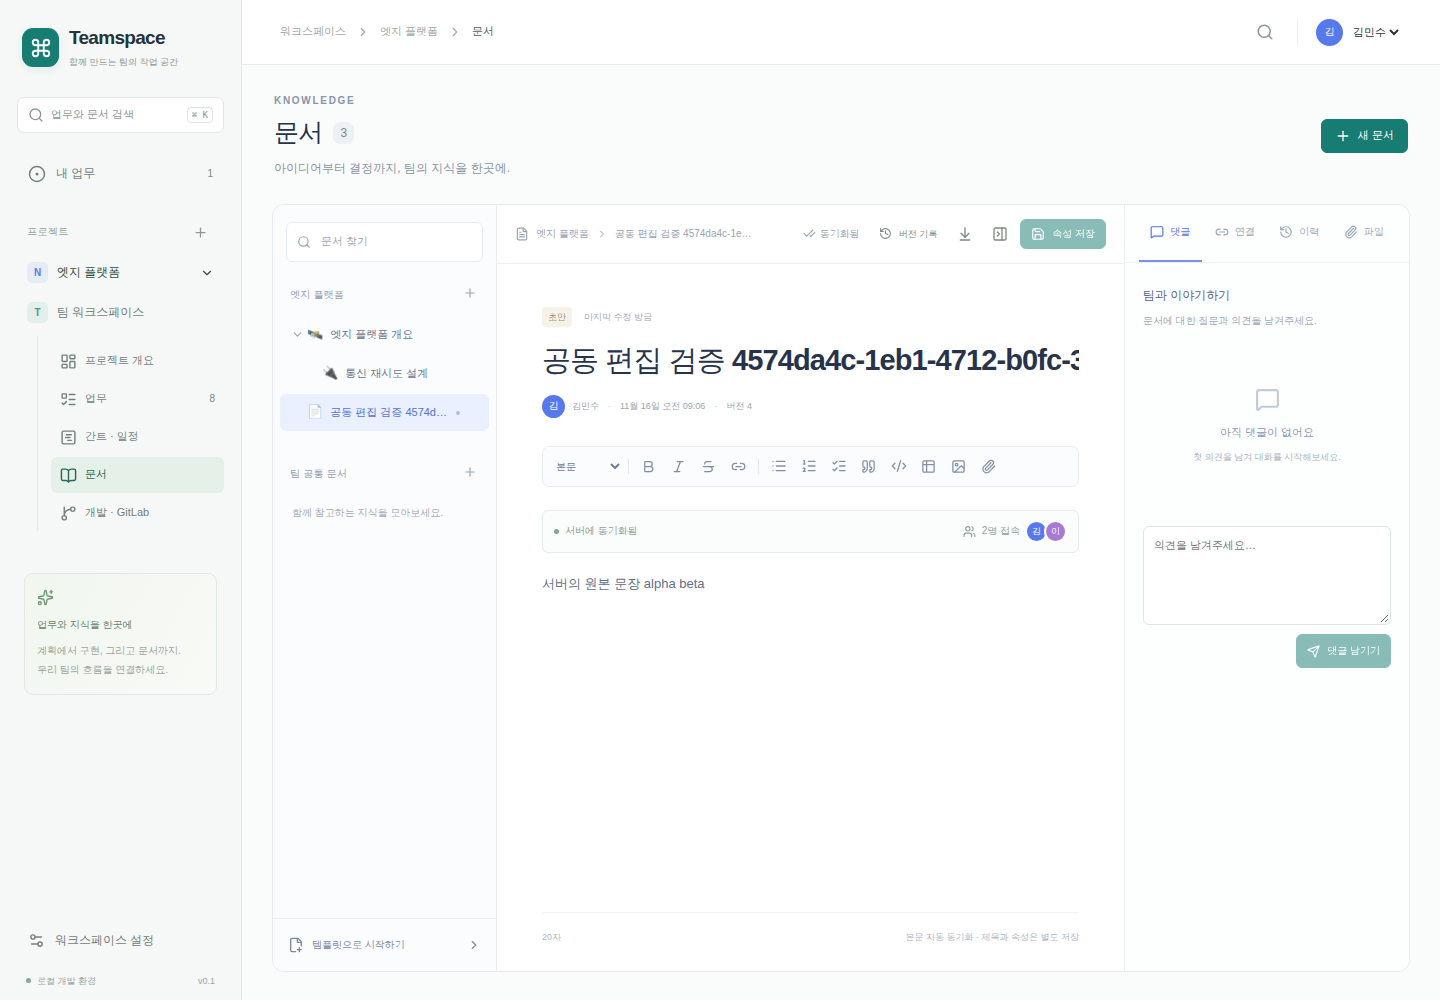 Teamspace
함께 만드는 팀의 작업 공간
업무와 문서 검색
⌘ K
내 업무
1
프로젝트
N
엣지 플랫폼
T
팀 워크스페이스
프로젝트 개요
업무
8
간트 · 일정
문서
개발 · GitLab
업무와 지식을 한곳에
계획에서 구현, 그리고 문서까지.
우리 팀의 흐름을 연결하세요.
워크스페이스 설정
로컬 개발 환경
v0.1
워크스페이스
엣지 플랫폼
문서
김
김민수
KNOWLEDGE
문서
3
아이디어부터 결정까지, 팀의 지식을 한곳에.
새 문서
문서 찾기
엣지 플랫폼
엣지 플랫폼 개요
통신 재시도 설계
공동 편집 검증 4574d…
팀 공통 문서
함께 참고하는 지식을 모아보세요.
템플릿으로 시작하기
엣지 플랫폼
공동 편집 검증 4574da4c-1e…
동기화됨
버전 기록
속성 저장
초안
마지막 수정 방금
공동 편집 검증 4574da4c-1eb1-4712-b0fc-3
김
김민수 · 11월 16일 오전 09:06 · 버전 4
본문
서버에 동기화됨
2명 접속
김
이
서버의 원본 문장 alpha beta
20자
본문 자동 동기화 · 제목과 속성은 별도 저장
댓글
연결
이력
파일
팀과 이야기하기
문서에 대한 질문과 의견을 남겨주세요.
아직 댓글이 없어요
첫 의견을 남겨 대화를 시작해보세요.
의견을 남겨주세요…
댓글 남기기